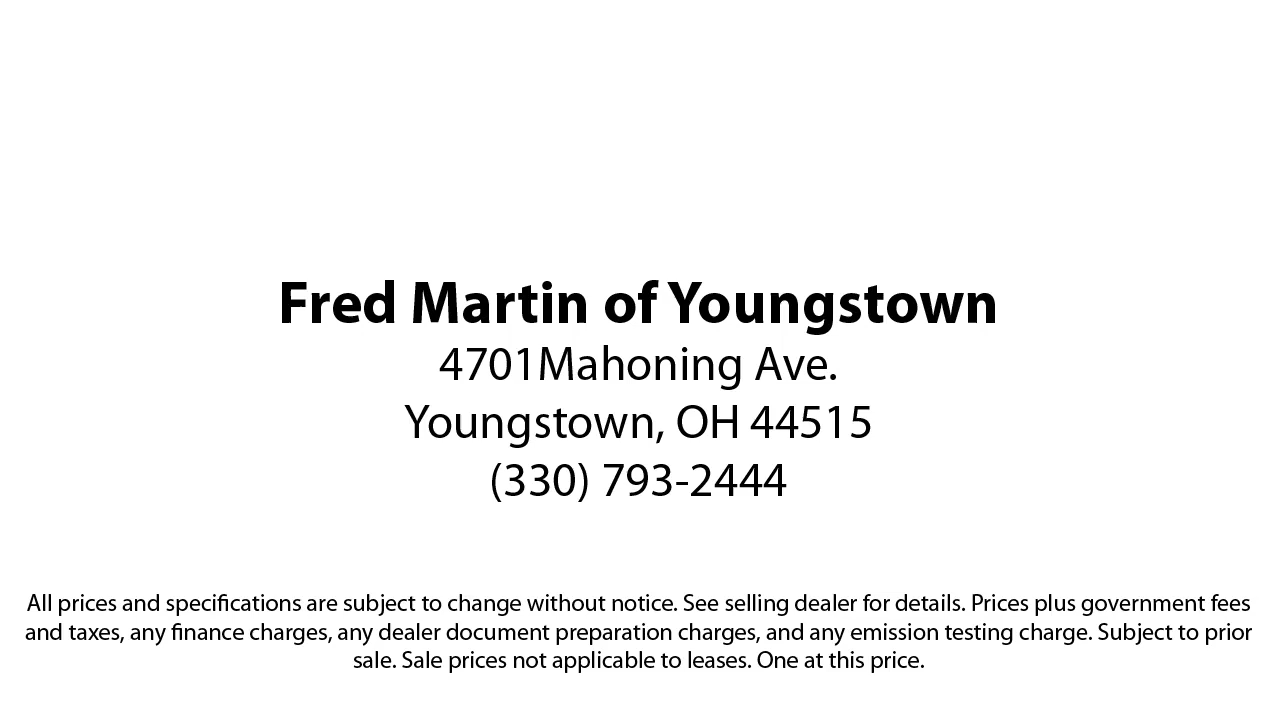 Fred Martin of Youngstown
4701Mahoning Ave.
Youngstown, OH 44515
(330) 793-2444
All prices and specifications are subject to change without notice. See selling dealer for details. Prices plus government fees
and taxes, any finance charges, any dealer document preparation charges, and any emission testing charge. Subject to prior
sale. Sale prices not applicable to leases. One at this price.